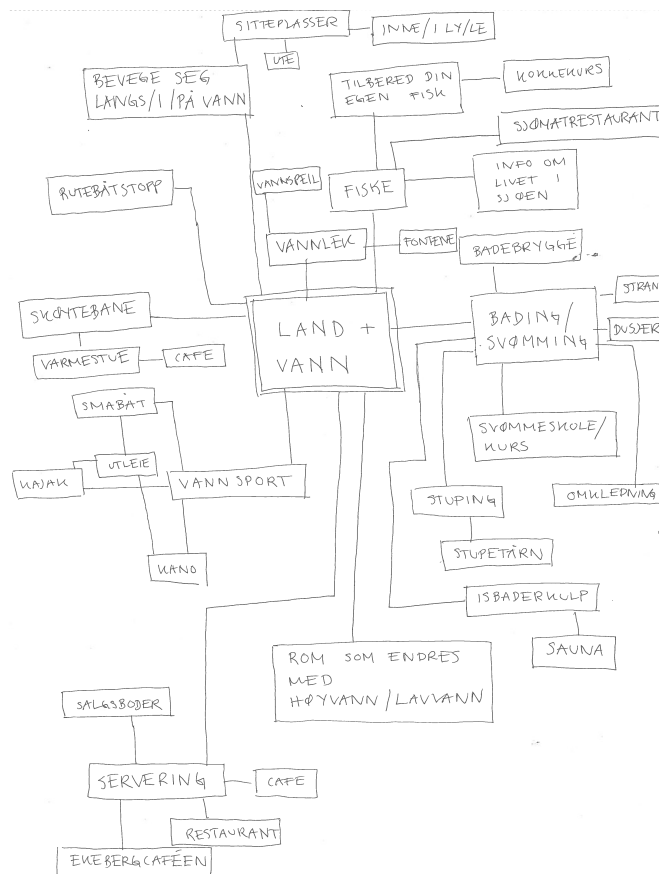 SITTEPLASSER
INNE/I LY/LE
UTE
BEVEGE SEG
LANGS/I/PÅ VANN
TILBERED DIN
EGEN FISK
KOKKEKURS
SJØMATRESTAURANT
RUTEBÅTSTOPP
VANNSPEIL
FISKE
INFO OM
LIVET I
SJØEN
VANNLEK
FONTENE
BADEBRYGGE
SKØYTEBANE
LAND +
VANN
BADING/
SVØMMING
STRAN
DUSJER
VARMESTUE
CAFE
SMABÅT
SVØMMESKOLE/
KURS
UTLEIE
KAJAK
VANNSPORT
STUPING
OMKLEDNING
STUPETÅRN
KANO
ISBADERKULP
SAUNA
ROM SOM ENDRES
MED
HØYVANN/LAVVANN
SALGSBODER
SERVERING
CAFE
RESTAURANT
EKEBERGCAFÉEN